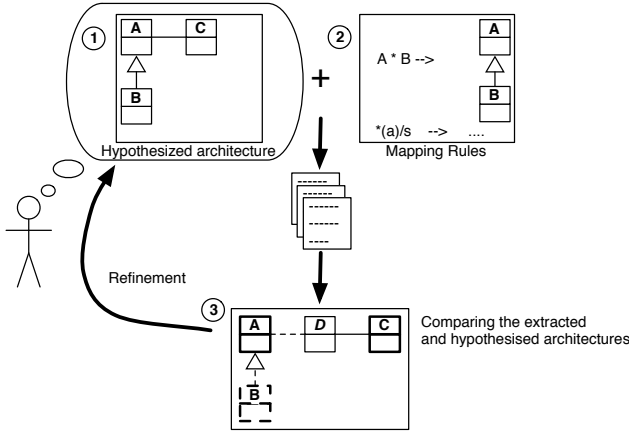 1
A C
B
Hypothesized architecture
+
2
A
A * B -->
B
*(a)/s --> ....
Mapping Rules
Refinement
3
A D C
B
Comparing the extracted
and hypothesised architectures